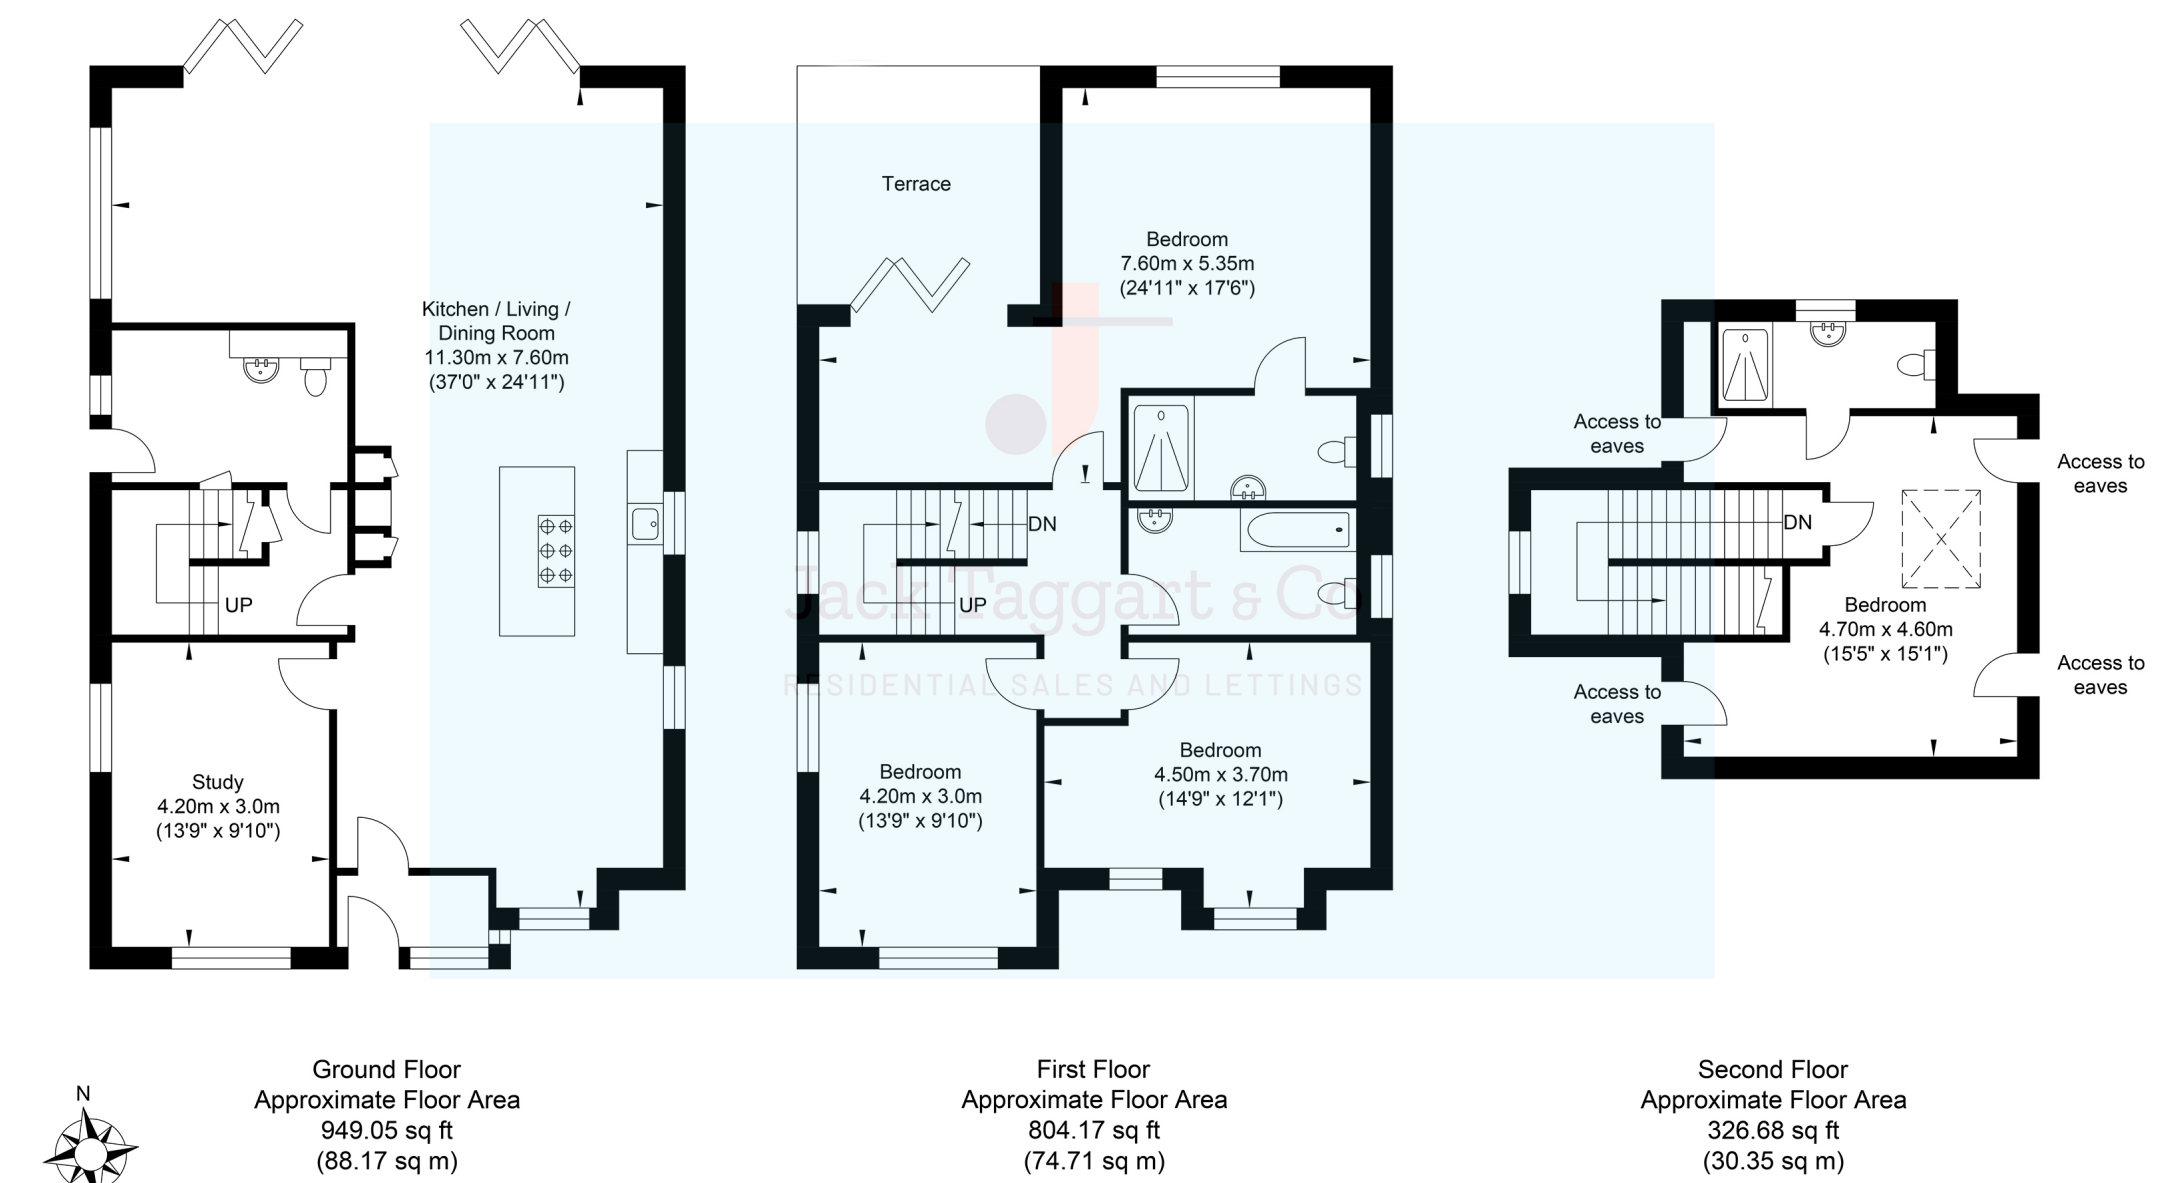 Kitchen / Living /
Dining Room
11.30m x 7.60m
(37'0" x 24'11")
UP
Study
4.20m x 3.0m
(13'9" x 9'10")
Terrace
Bedroom
7.60m x 5.35m
(24'11" x 17'6")
DN
UP
Jack Taggart & Co
RESIDENTIAL SALES AND LETTINGS
Bedroom
4.20m x 3.0m
(13'9" x 9'10")
Bedroom
4.50m x 3.70m
(14'9" x 12'1")
Access to
eaves
Access to
eaves
DN
Bedroom
4.70m x 4.60m
(15'5" x 15'1")
Access to
eaves
Access to
eaves
N
Ground Floor
Approximate Floor Area
949.05 sq ft
(88.17 sq m)
First Floor
Approximate Floor Area
804.17 sq ft
(74.71 sq m)
Second Floor
Approximate Floor Area
326.68 sq ft
(30.35 sq m)